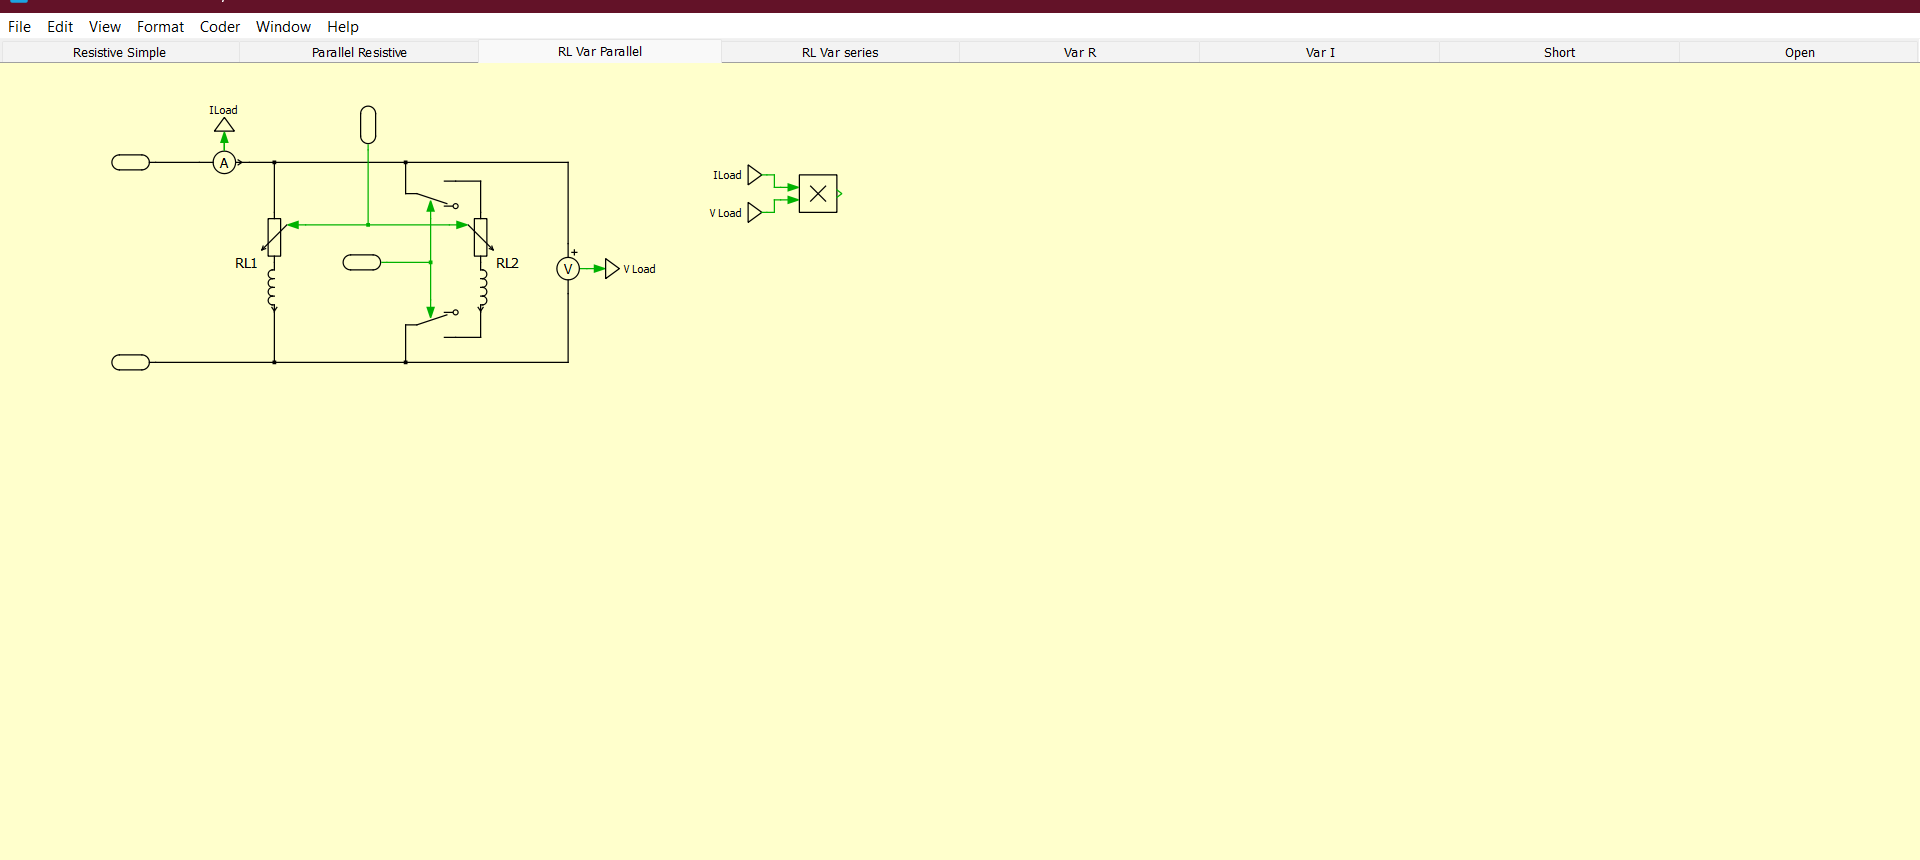 File Edit View Format Coder Window Help
Resistive Simple Parallel Resistive RL Var Parallel RL Var series Var R Var I Short Open
ILoad
A
ILoad
V Load
RL1
RL2
+
V
V Load